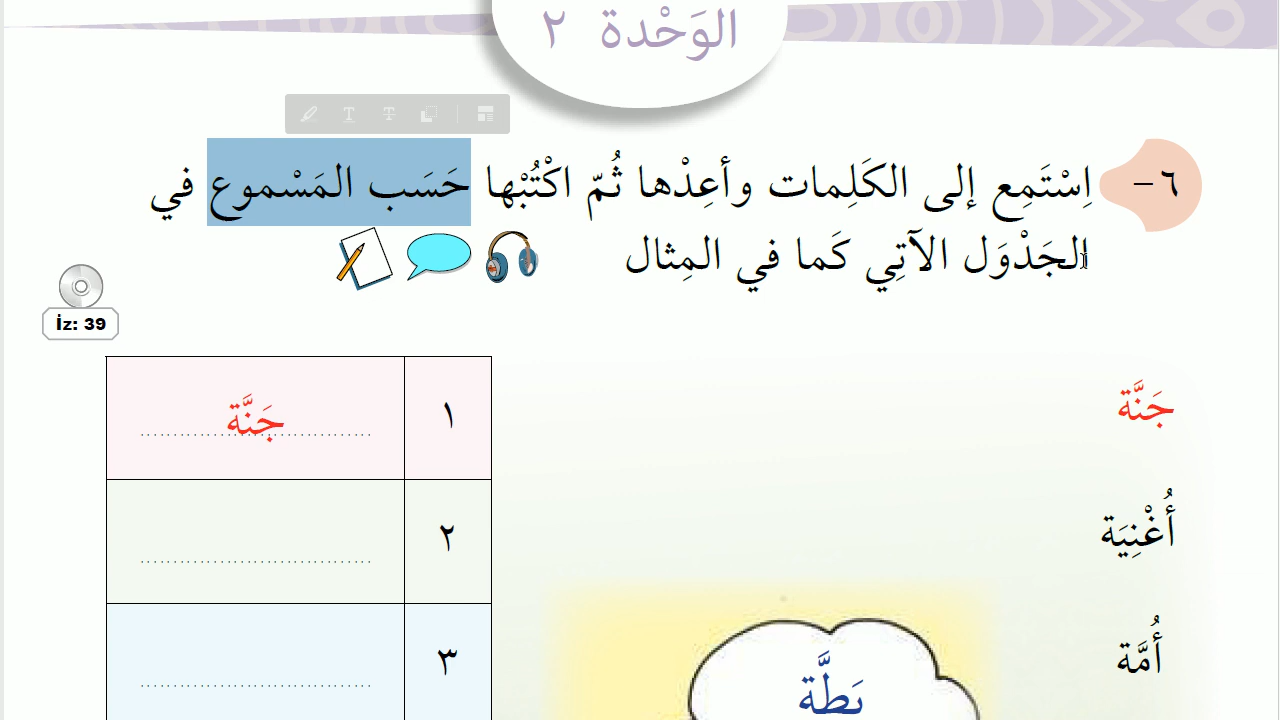 الوَحْدة ٢
٦- اِسْتَمِع إلى الكَلِمات وأعِدْها ثُمّ اكْتُبْها حَسَب المَسْموع في
الجَدْوَل الآتِي كَما في المِثال
İz: 39
جَنَّة
١ جَنَّة
أُغْنِيَة
٢
أُمَّة
٣
بَطَّة